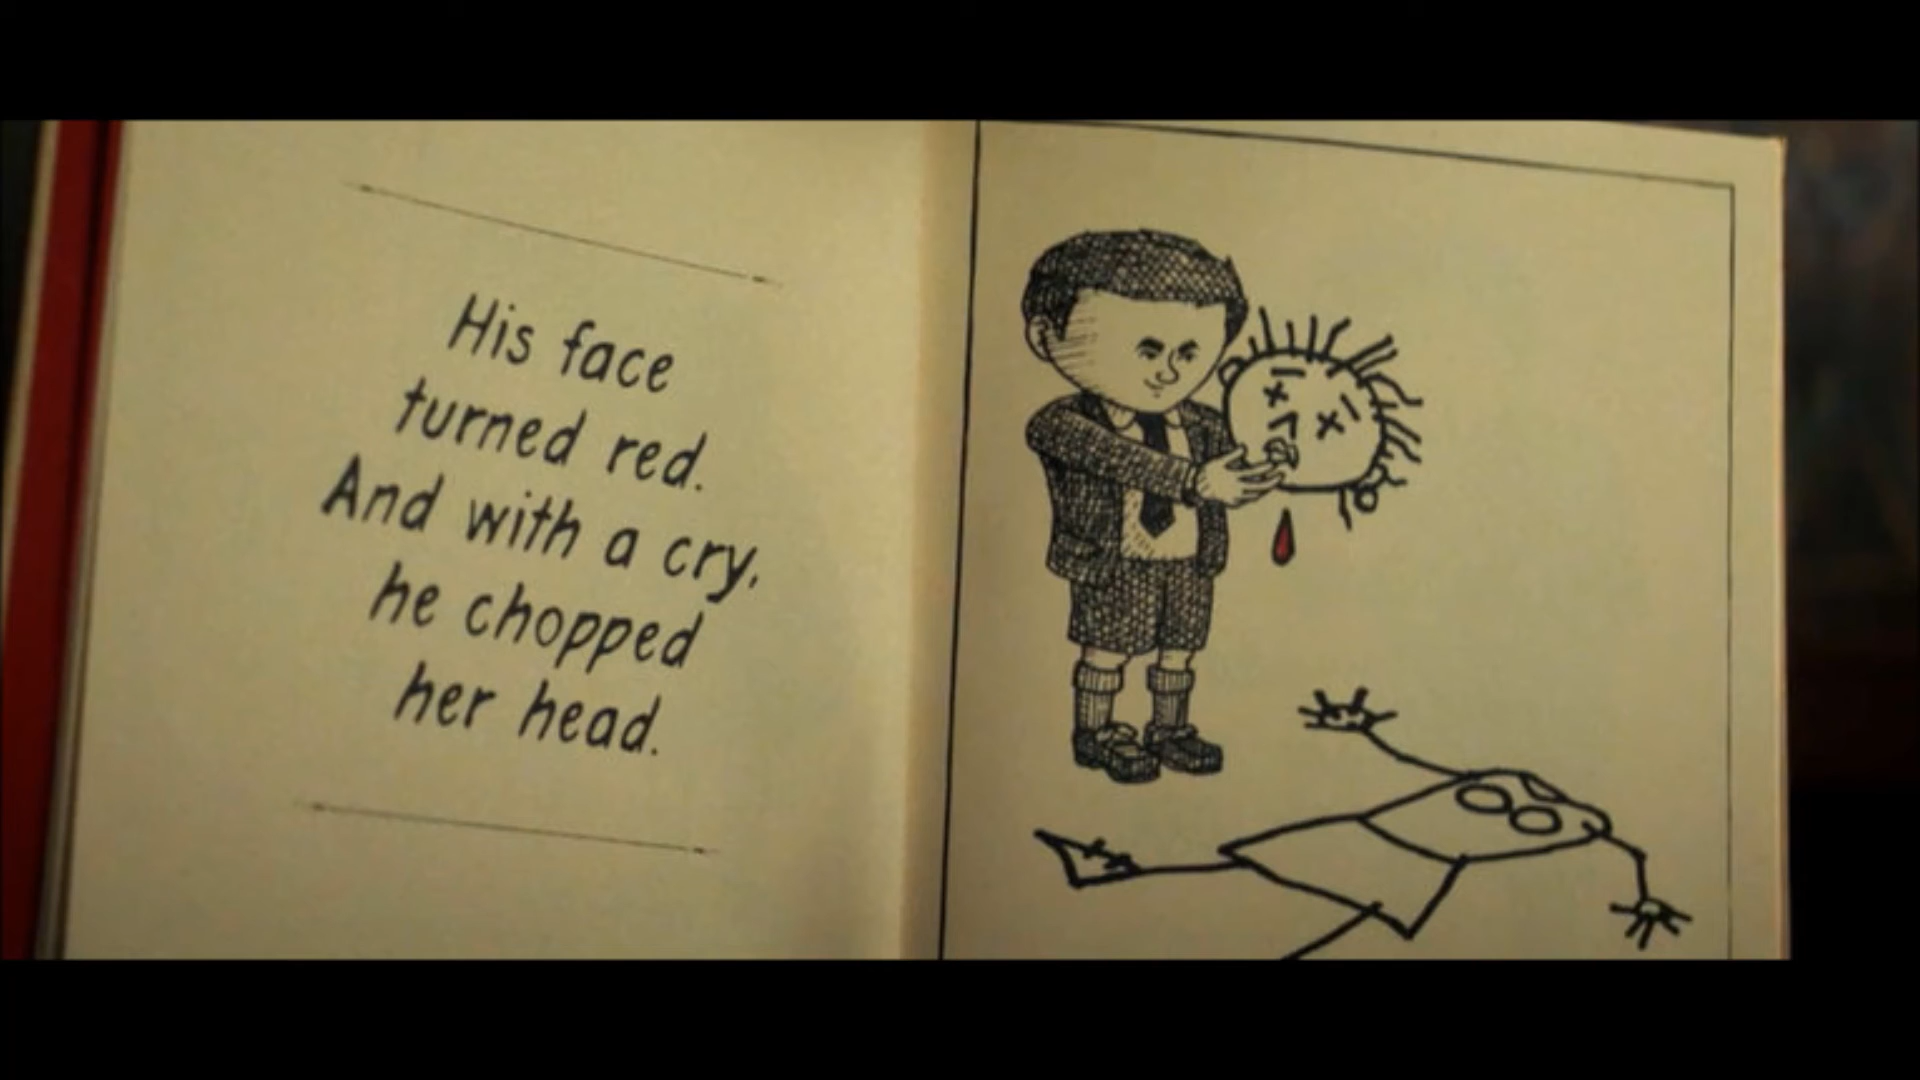 His face
turned red.
And with a cry,
he chopped
her head.